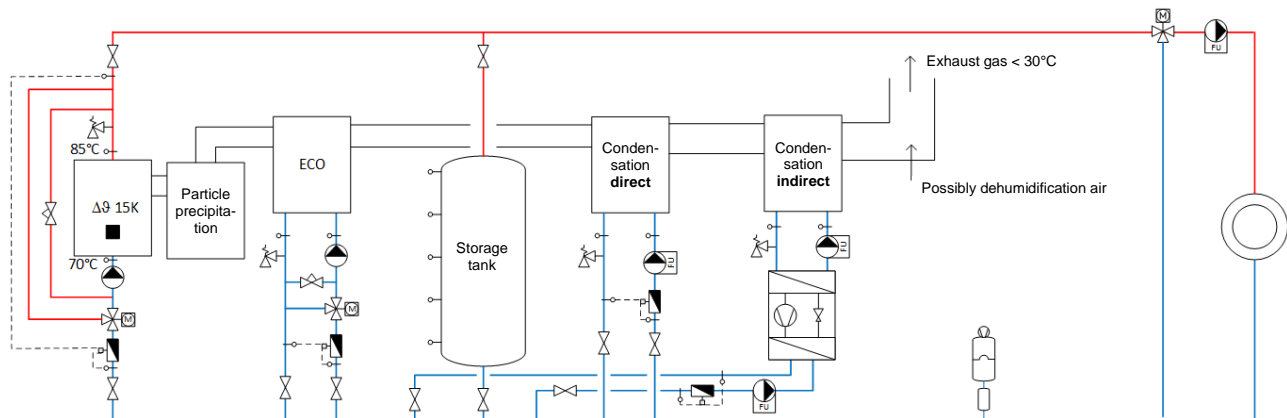 M
FU
Exhaust gas < 30°C
85℃
ECO
Conden-
sation
direct
Conden-
sation
indirect
Particle
precipita-
tion
Possibly dehumidification air
Δϑ 15K
Storage
tank
70℃
FU
FU
M
M
FU